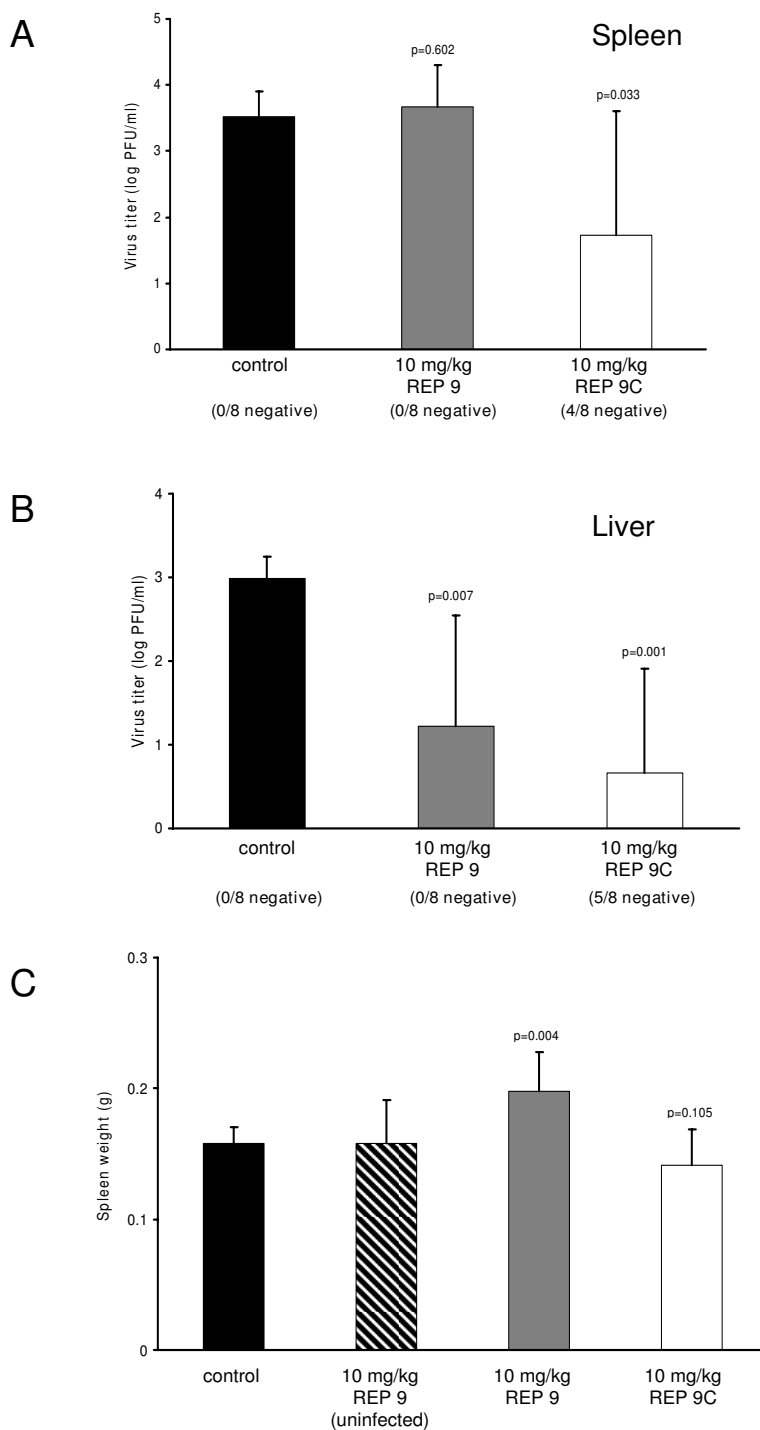 A
Spleen
Virus titer (log PFU/ml)
5
4
3
2
1
0
p=0.602
p=0.033
control
10 mg/kg
REP 9
10 mg/kg
REP 9C
(0/8 negative)
(0/8 negative)
(4/8 negative)
B
Liver
Virus titer (log PFU/ml)
4
3
2
1
0
p=0.007
p=0.001
control
10 mg/kg
REP 9
10 mg/kg
REP 9C
(0/8 negative)
(0/8 negative)
(5/8 negative)
C
Spleen weight (g)
0.3
0.2
0.1
0
p=0.004
p=0.105
control
10 mg/kg
REP 9
(uninfected)
10 mg/kg
REP 9
10 mg/kg
REP 9C